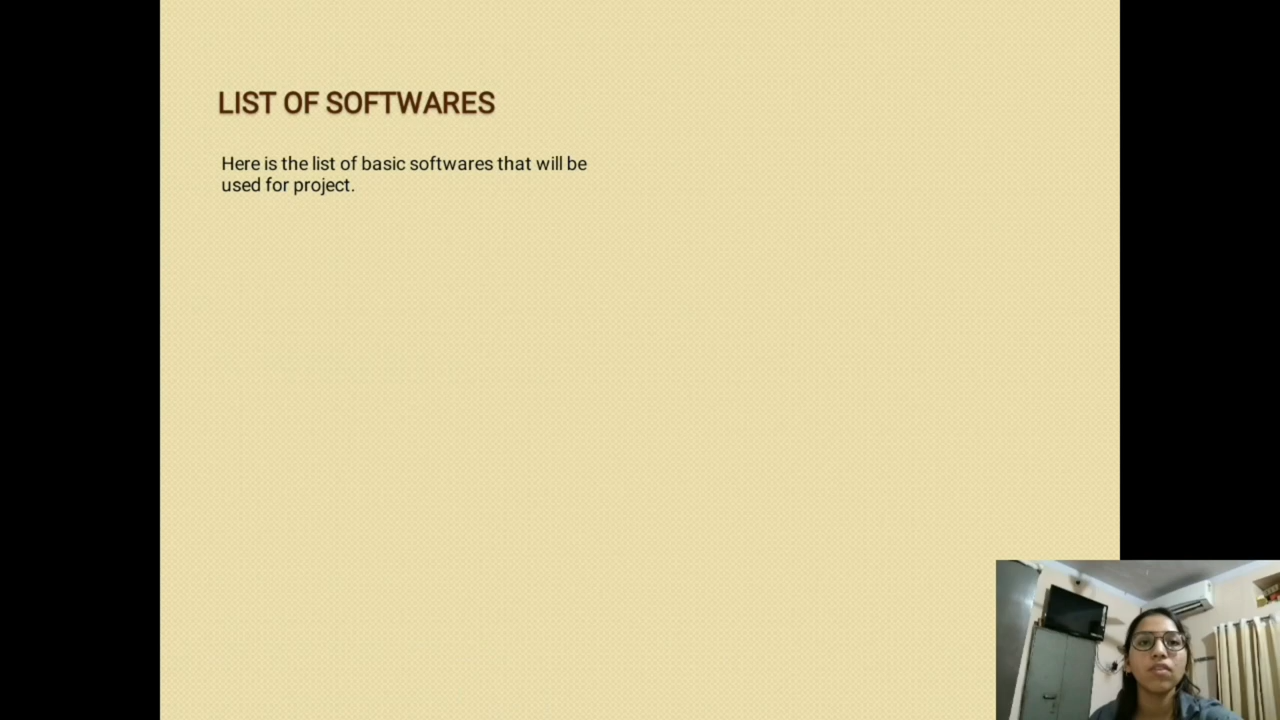 LIST OF SOFTWARES
Here is the list of basic softwares that will be
used for project.